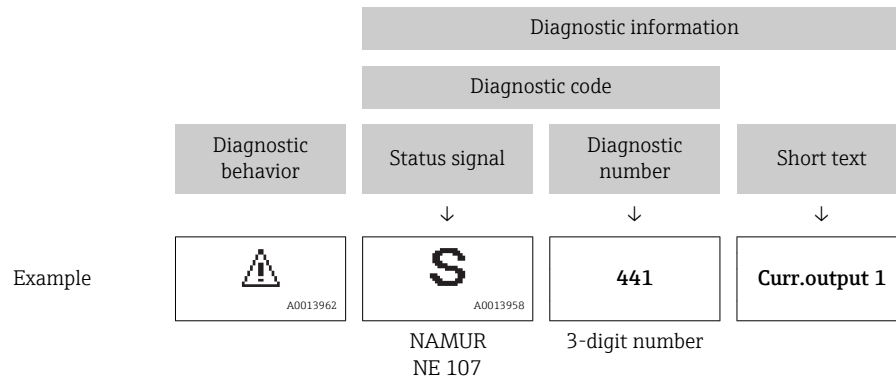 Diagnostic information
Diagnostic code
Diagnostic
behavior
Status signal
Diagnostic
number
Short text
↓ ↓ ↓
Example
⚠ A0013962
S A0013958
441
Curr.output 1
NAMUR
NE 107
3-digit number